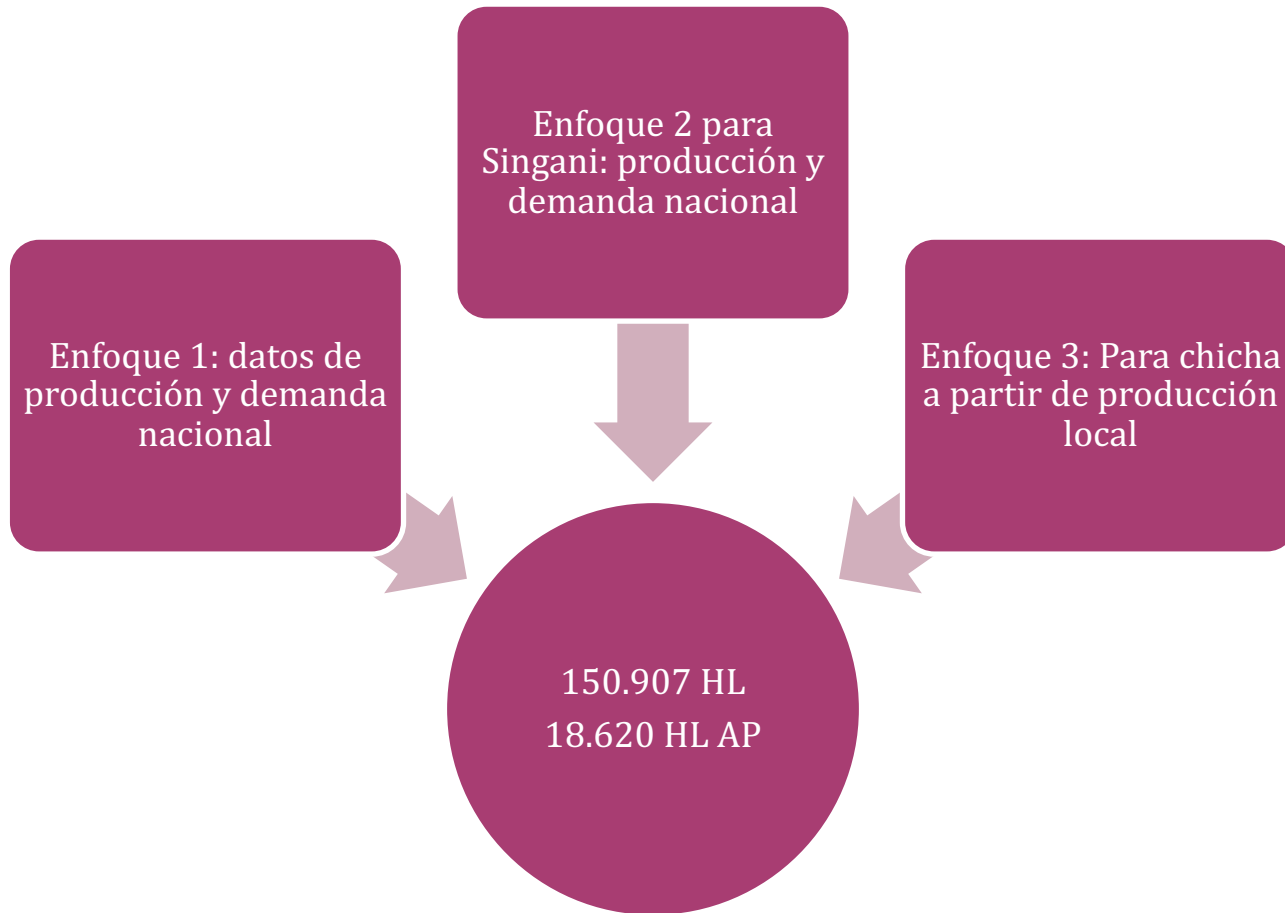 Enfoque 1: datos de
producción y demanda
nacional
Enfoque 2 para
Singani: producción y
demanda nacional
Enfoque 3: Para chicha
a partir de producción
local
150.907 HL
18.620 HL AP